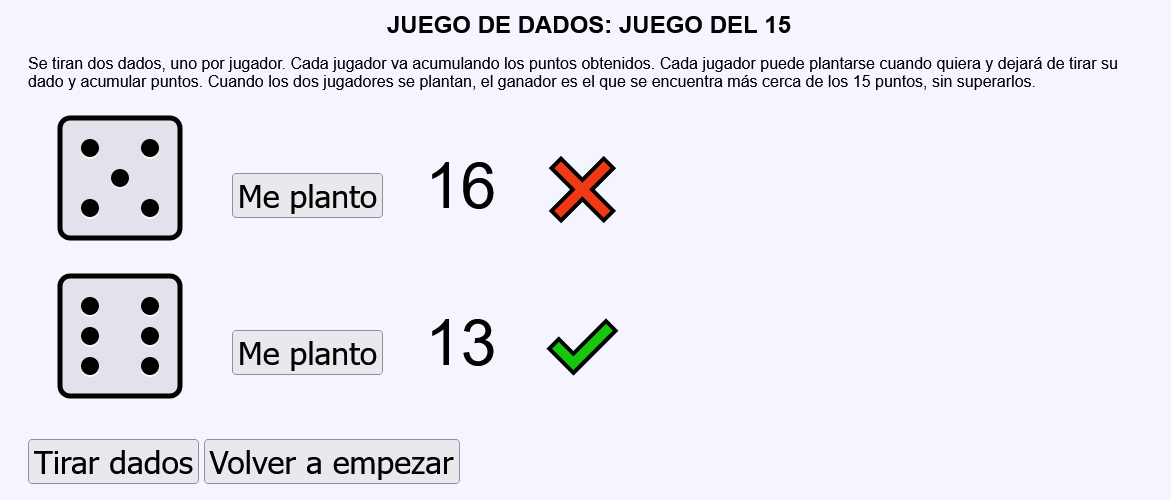 JUEGO DE DADOS: JUEGO DEL 15
Se tiran dos dados, uno por jugador. Cada jugador va acumulando los puntos obtenidos. Cada jugador puede plantarse cuando quiera y dejará de tirar su
dado y acumular puntos. Cuando los dos jugadores se plantan, el ganador es el que se encuentra más cerca de los 15 puntos, sin superarlos.
Me planto 16
Me planto 13
Tirar dados Volver a empezar